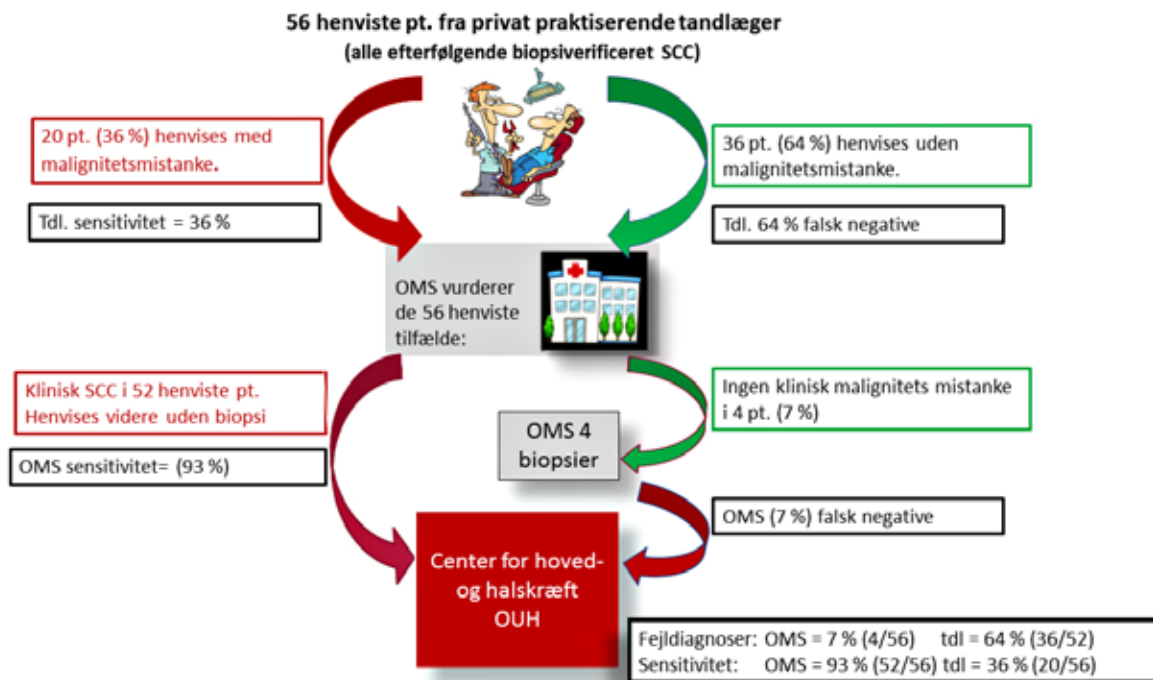 56 henviste pt. fra privat praktiserende tandlæger
(alle efterfølgende biopsiverificeret SCC)
20 pt. (36 %) henvises med
malignitetsmistanke.
36 pt. (64 %) henvises uden
malignitetsmistanke.
Tdl. sensitivitet = 36 %
Tdl. 64 % falsk negative
OMS vurderer
de 56 henviste
tilfælde:
Klinisk SCC i 52 henviste pt.
Henvises videre uden biopsi
Ingen klinisk malignitets mistanke
i 4 pt. (7 %)
OMS sensitivitet= (93 %)
OMS 4
biopsier
OMS (7 %) falsk negative
Center for hoved-
og halskræft
OUH
Fejldiagnoser: OMS = 7 % (4/56) tdl = 64 % (36/52)
Sensitivitet: OMS = 93 % (52/56) tdl = 36 % (20/56)